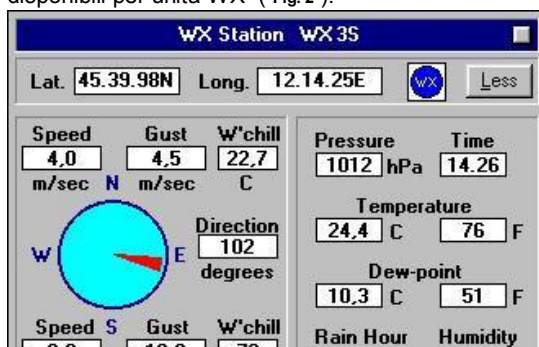 disponibili per unità WX (Fig. 2).
WX Station WX 3S
Lat. 45.39.98N Long. 12.14.25E WX Less
Speed Gust W'chill
4,0 4,5 22,7
m/sec N m/sec C
W E
Direction
102
degrees
Speed S Gust W'chill
Pressure Time
1012 hPa 14.26
Temperature
24,4 C 76 F
Dew-point
10,3 C 51 F
Rain Hour Humidity